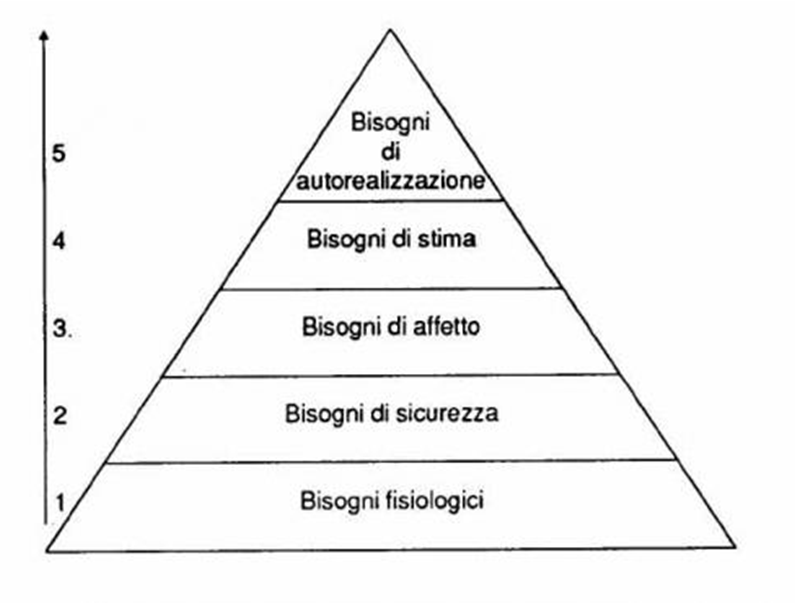 Bisogni
di
5
autorealizzazione
4 Bisogni di stima
3. Bisogni di affetto
2 Bisogni di sicurezza
1 Bisogni fisiologici